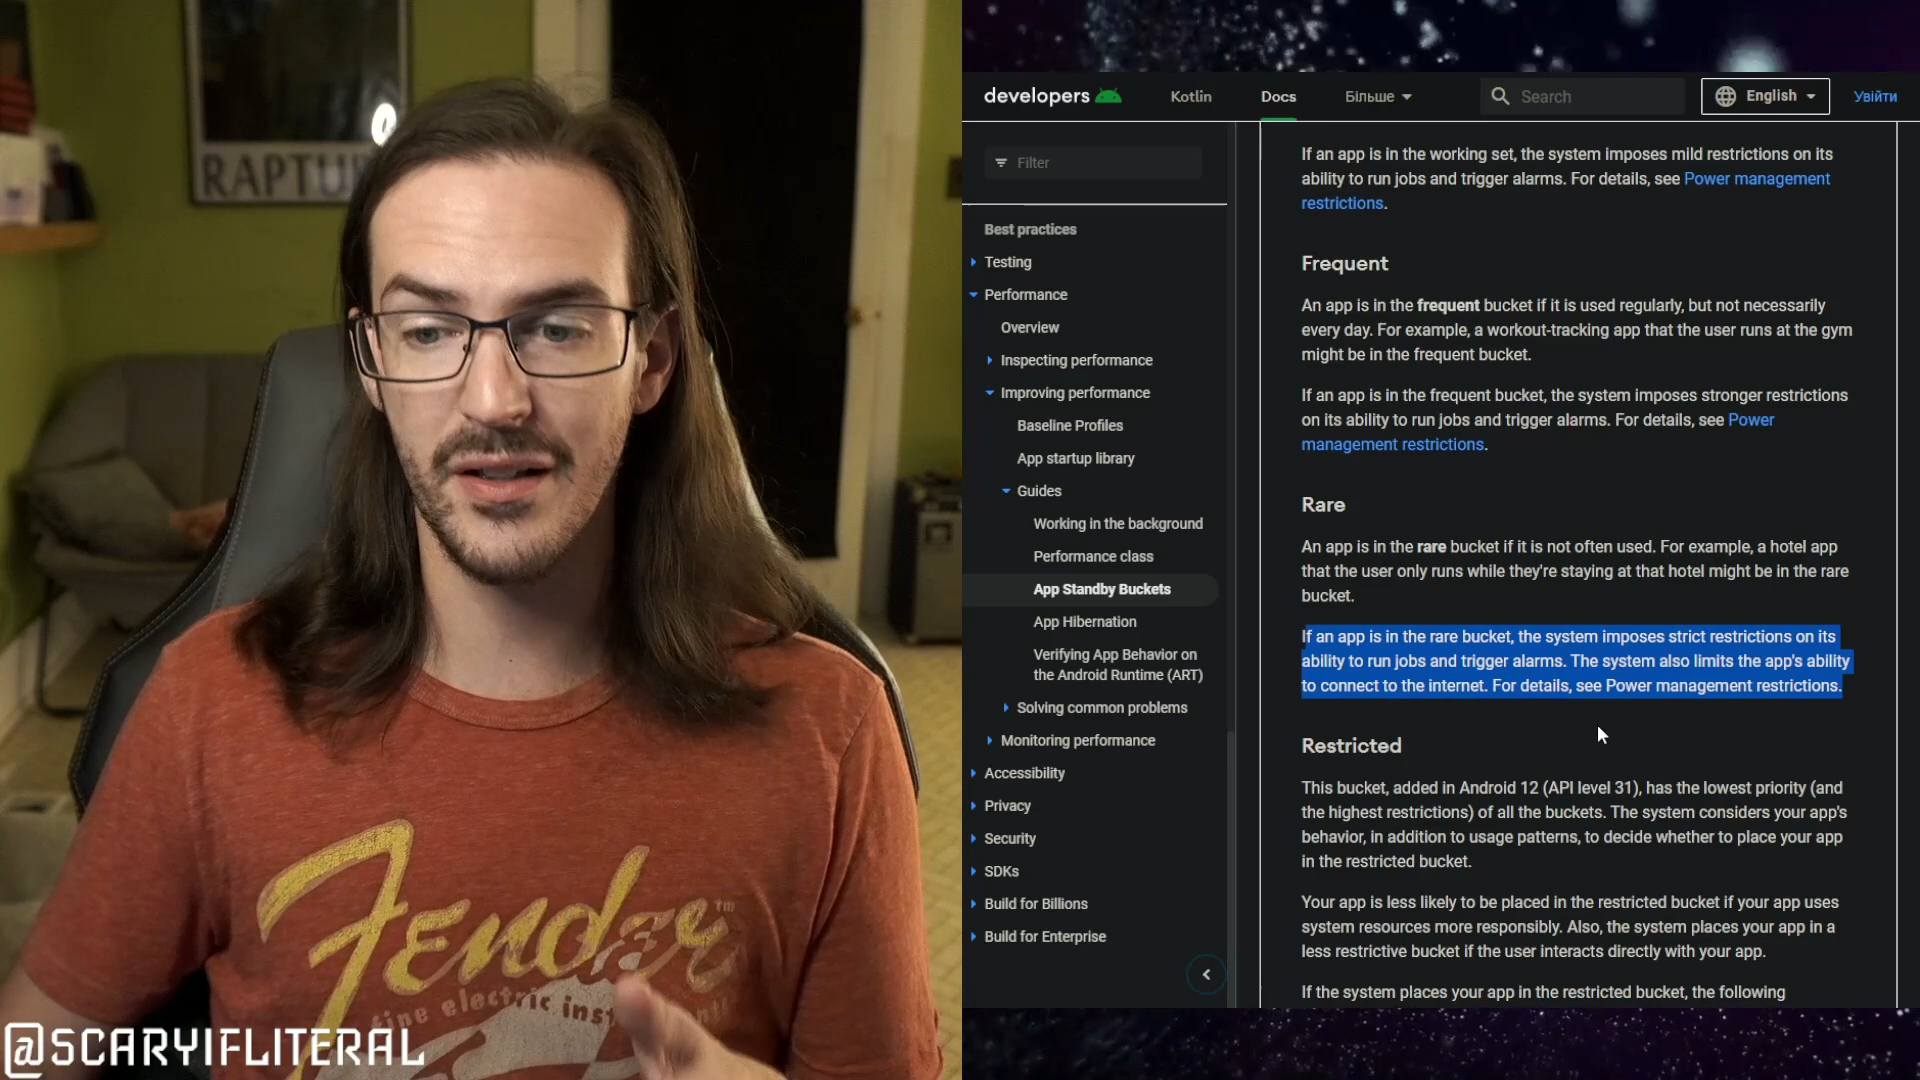 RAPTU
Fender™
fine electric inst
@SCARYIFLITERAL
developers
Kotlin
Docs
Більше
Search
English
Увійти
Filter
Best practices
Testing
Performance
Overview
Inspecting performance
Improving performance
Baseline Profiles
App startup library
Guides
Working in the background
Performance class
App Standby Buckets
App Hibernation
Verifying App Behavior on
the Android Runtime (ART)
Solving common problems
Monitoring performance
Accessibility
Privacy
Security
SDKs
Build for Billions
Build for Enterprise
If an app is in the working set, the system imposes mild restrictions on its
ability to run jobs and trigger alarms. For details, see Power management
restrictions.
Frequent
An app is in the frequent bucket if it is used regularly, but not necessarily
every day. For example, a workout-tracking app that the user runs at the gym
might be in the frequent bucket.
If an app is in the frequent bucket, the system imposes stronger restrictions
on its ability to run jobs and trigger alarms. For details, see Power
management restrictions.
Rare
An app is in the rare bucket if it is not often used. For example, a hotel app
that the user only runs while they're staying at that hotel might be in the rare
bucket.
If an app is in the rare bucket, the system imposes strict restrictions on its
ability to run jobs and trigger alarms. The system also limits the app's ability
to connect to the internet. For details, see Power management restrictions.
Restricted
This bucket, added in Android 12 (API level 31), has the lowest priority (and
the highest restrictions) of all the buckets. The system considers your app's
behavior, in addition to usage patterns, to decide whether to place your app
in the restricted bucket.
Your app is less likely to be placed in the restricted bucket if your app uses
system resources more responsibly. Also, the system places your app in a
less restrictive bucket if the user interacts directly with your app.
If the system places your app in the restricted bucket, the following